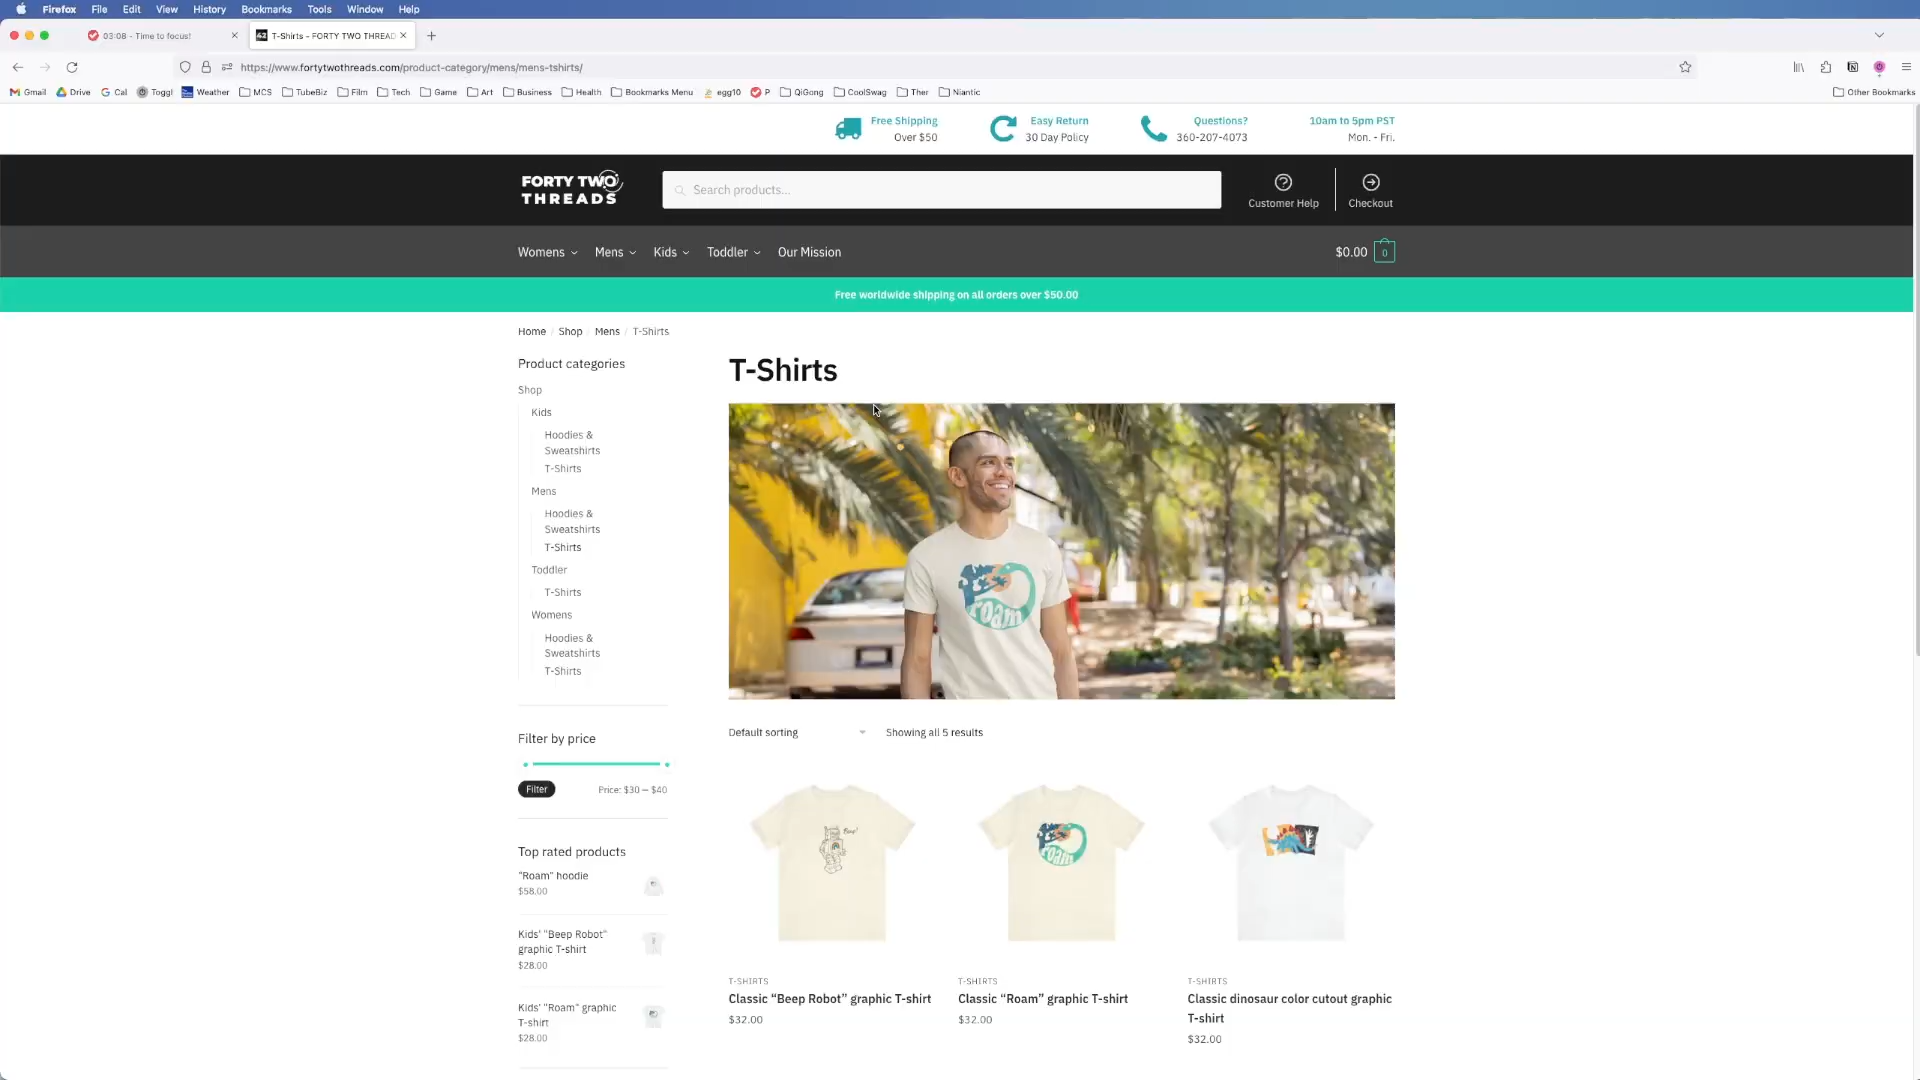 Firefox File Edit View History Bookmarks Tools Window Help
03:08 - Time to focus!
T-Shirts – FORTY TWO THREAD
https://www.fortytwothreads.com/product-category/mens/mens-tshirts/
Gmail Drive Cal Toggl Weather MCS TubeBiz Film Tech Game Art Business Health Bookmarks Menu egg10 P QiGong CoolSwag Ther Niantic Other Bookmarks
Free Shipping
Over $50
Easy Return
30 Day Policy
Questions?
360-207-4073
10am to 5pm PST
Mon. - Fri.
FORTY TWO
THREADS
Search products...
Customer Help
Checkout
Womens Mens Kids Toddler Our Mission $0.00 0
Free worldwide shipping on all orders over $50.00
Home / Shop / Mens / T-Shirts
Product categories
Shop
Kids
Hoodies &
Sweatshirts
T-Shirts
Mens
Hoodies &
Sweatshirts
T-Shirts
Toddler
T-Shirts
Womens
Hoodies &
Sweatshirts
T-Shirts
Filter by price
Filter
Price: $30 — $40
Top rated products
"Roam" hoodie
$58.00
Kids' "Beep Robot"
graphic T-shirt
$28.00
Kids' "Roam" graphic
T-shirt
$28.00
T-Shirts
roam
Default sorting
Showing all 5 results
Beep!
roam
T-SHIRTS
Classic “Beep Robot” graphic T-shirt
$32.00
T-SHIRTS
Classic “Roam” graphic T-shirt
$32.00
T-SHIRTS
Classic dinosaur color cutout graphic
T-shirt
$32.00